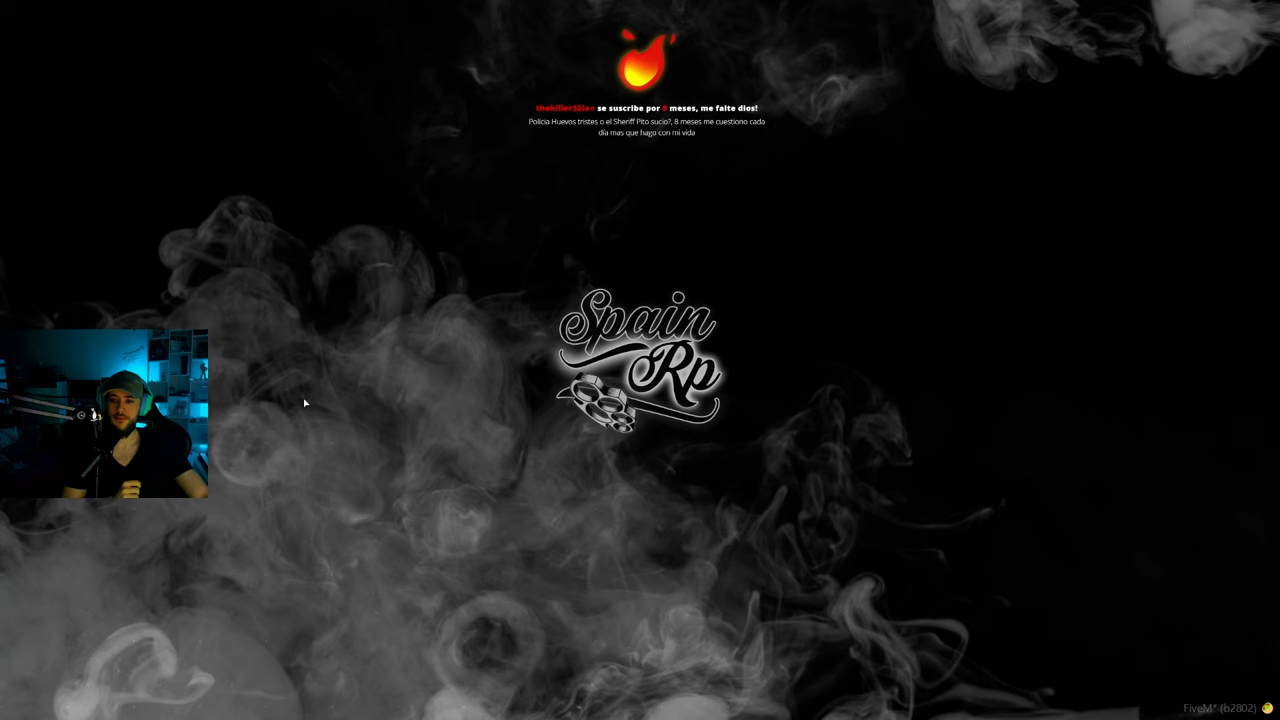 se suscribe por 8 meses, me falte dios!
Policia Huevos tristes o el Sheriff Pito sucio?, 8 meses me cuestiono cada
día mas que hago con mi vida
Spain
Rp
FiveM* (b2802)